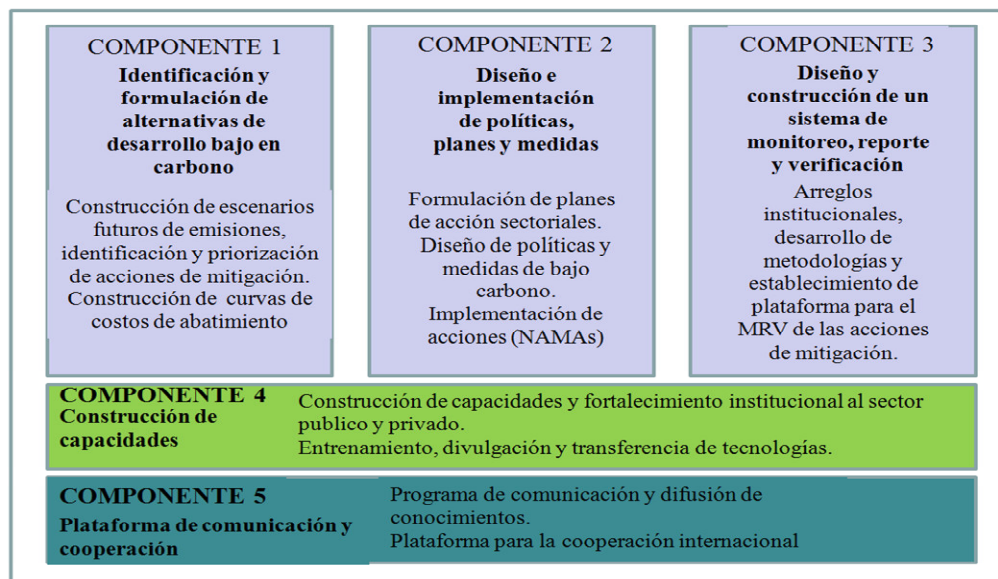 COMPONENTE 1
Identificación y
formulación de
alternativas de
desarrollo bajo en
carbono
Construcción de escenarios
futuros de emisiones,
identificación y priorización
de acciones de mitigación.
Construcción de curvas de
costos de abatimiento
COMPONENTE 2
Diseño e
implementación
de políticas,
planes y medidas
Formulación de planes
de acción sectoriales.
Diseño de políticas y
medidas de bajo
carbono.
Implementación de
acciones (NAMAs)
COMPONENTE 3
Diseño y
construcción de un
sistema de
monitoreo, reporte
y verificación
Arreglos
institucionales,
desarrollo de
metodologías y
establecimiento de
plataforma para el
MRV de las acciones
de mitigación.
COMPONENTE 4
Construcción de
capacidades
Construcción de capacidades y fortalecimiento institucional al sector
publico y privado.
Entrenamiento, divulgación y transferencia de tecnologías.
COMPONENTE 5
Plataforma de comunicación y
cooperación
Programa de comunicación y difusión de
conocimientos.
Plataforma para la cooperación internacional